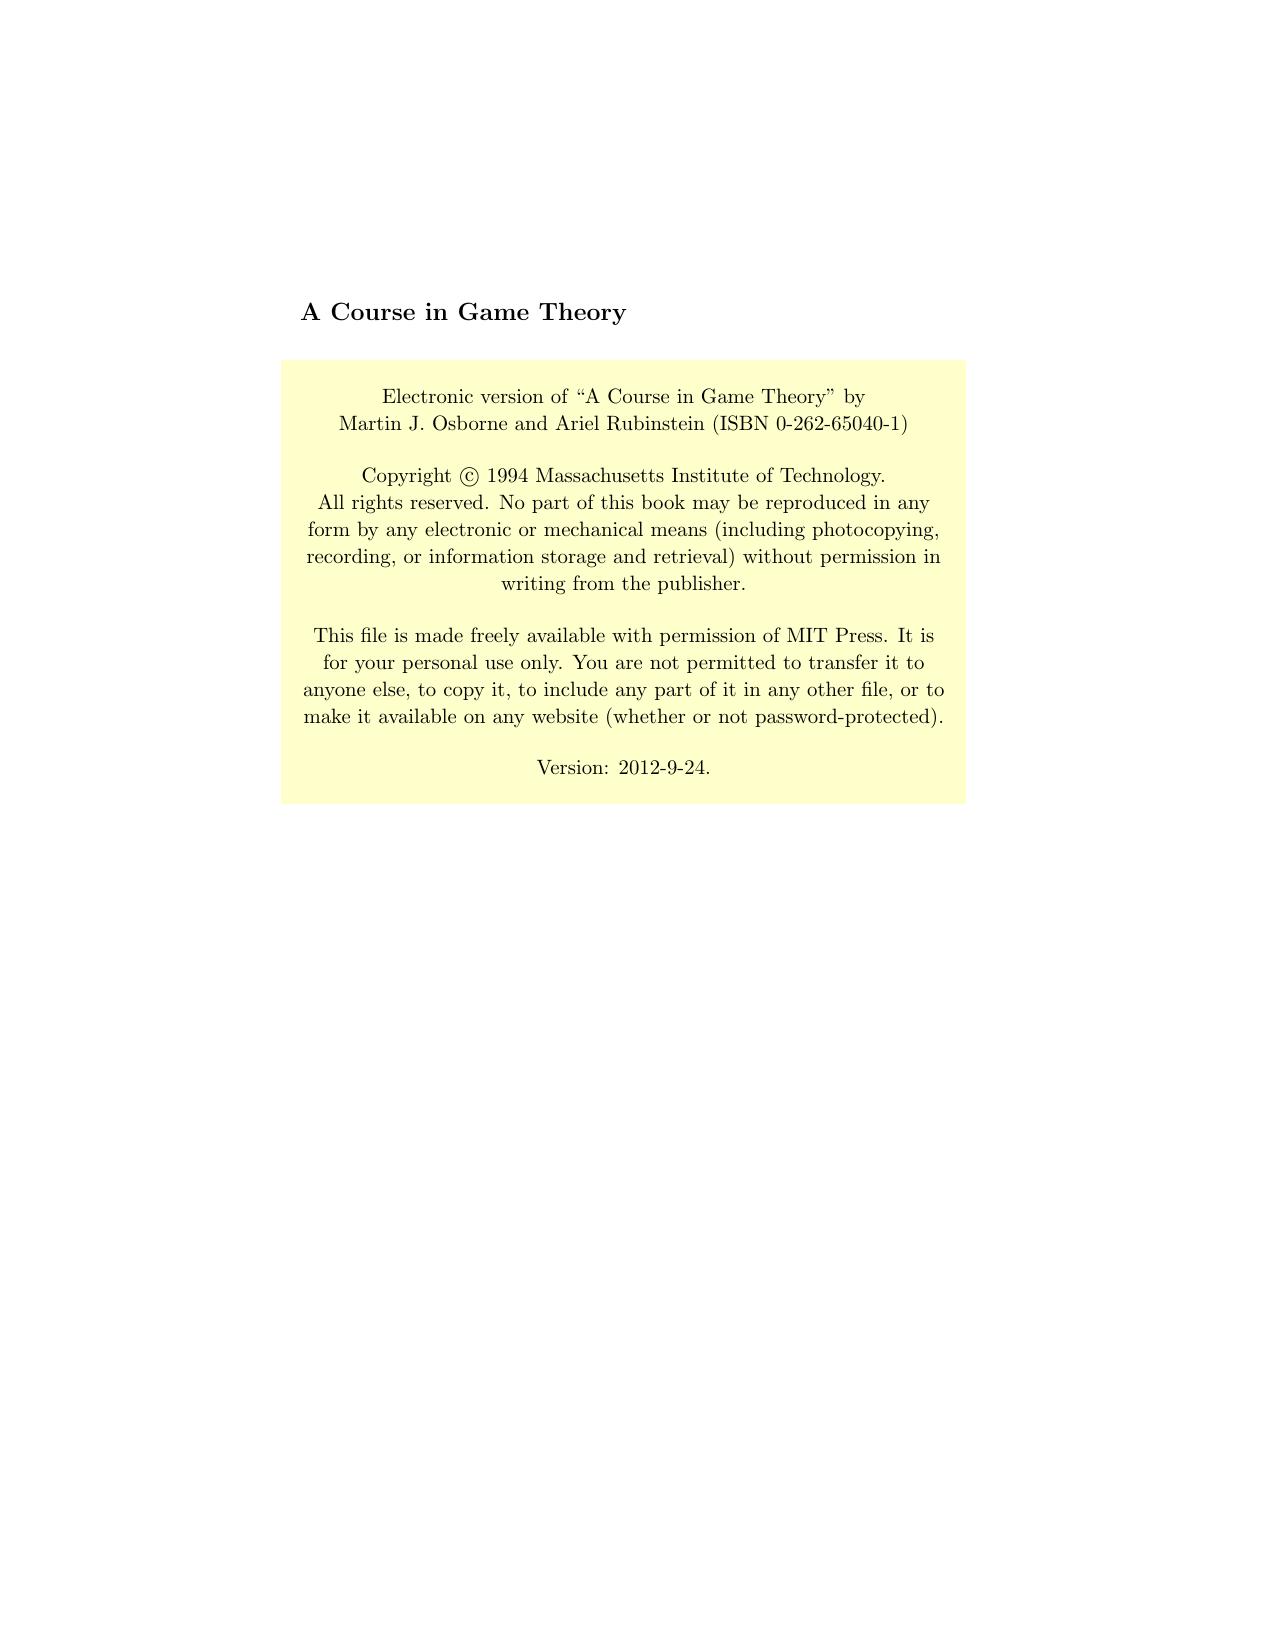 A Course in Game Theory
Electronic version of “A Course in Game Theory” by
Martin J. Osborne and Ariel Rubinstein (ISBN 0-262-65040-1)
Copyright © 1994 Massachusetts Institute of Technology.
All rights reserved. No part of this book may be reproduced in any
form by any electronic or mechanical means (including photocopying,
recording, or information storage and retrieval) without permission in
writing from the publisher.
This file is made freely available with permission of MIT Press. It is
for your personal use only. You are not permitted to transfer it to
anyone else, to copy it, to include any part of it in any other file, or to
make it available on any website (whether or not password-protected).
Version: 2012-9-24.